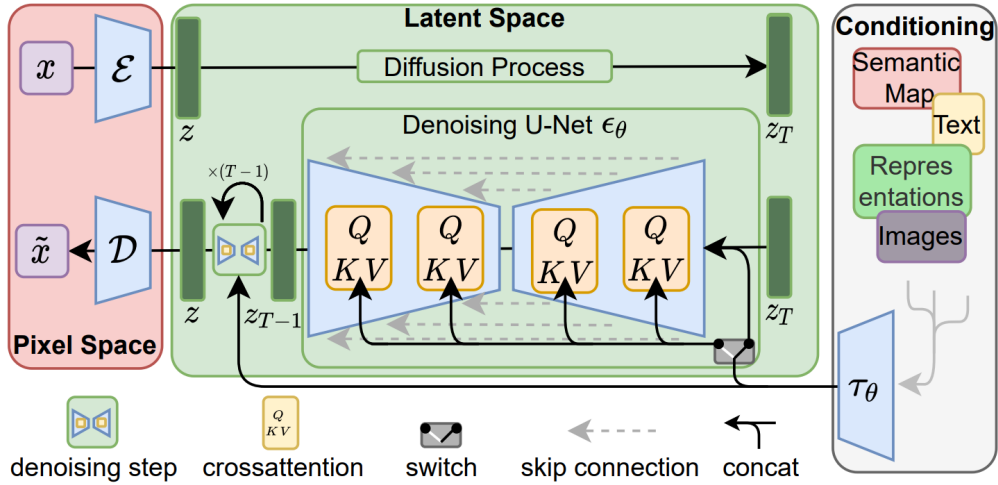 Latent Space
Conditioning
x
ℰ
Diffusion Process
Semantic
Map
Text
z
z_T
Denoising U-Net ϵ_θ
×(T−1)
Repres
entations
Images
x̃
𝒟
Q
KV
Q
KV
Q
KV
Q
KV
z
z_{T−1}
z_T
Pixel Space
τ_θ
Q
KV
denoising step
crossattention
switch
skip connection
concat